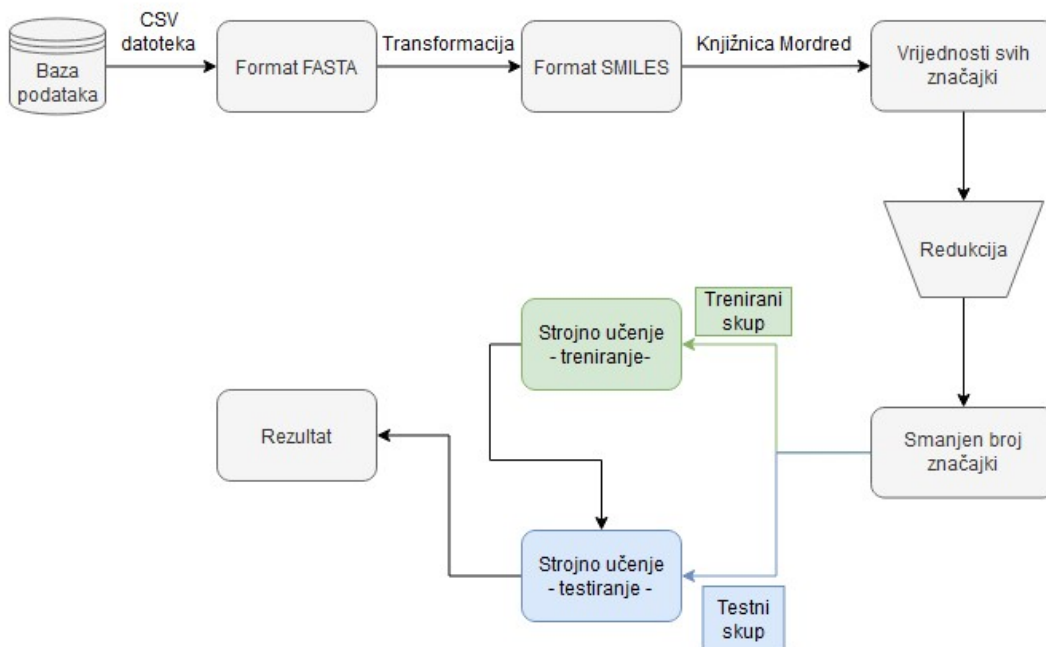 CSV
datoteka
Baza
podataka
Format FASTA
Transformacija
Format SMILES
Knjižnica Mordred
Vrijednosti svih
značajki
Redukcija
Trenirani
skup
Strojno učenje
- treniranje-
Rezultat
Smanjen broj
značajki
Strojno učenje
- testiranje -
Testni
skup